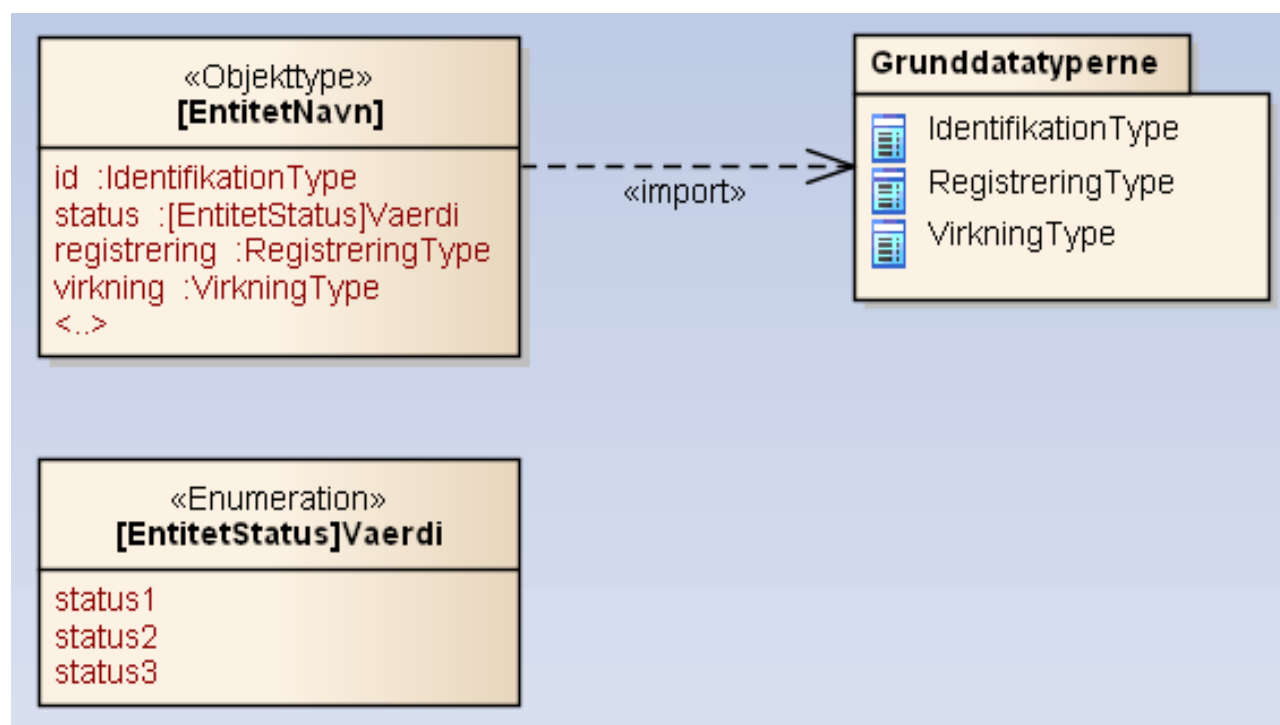 «Objekttype»
[EntitetNavn]
id :IdentifikationType
status :[EntitetStatus]Vaerdi
registrering :RegistreringType
virkning :VirkningType
<..>
«import»
Grunddatatyperne
IdentifikationType
RegistreringType
VirkningType
«Enumeration»
[EntitetStatus]Vaerdi
status1
status2
status3